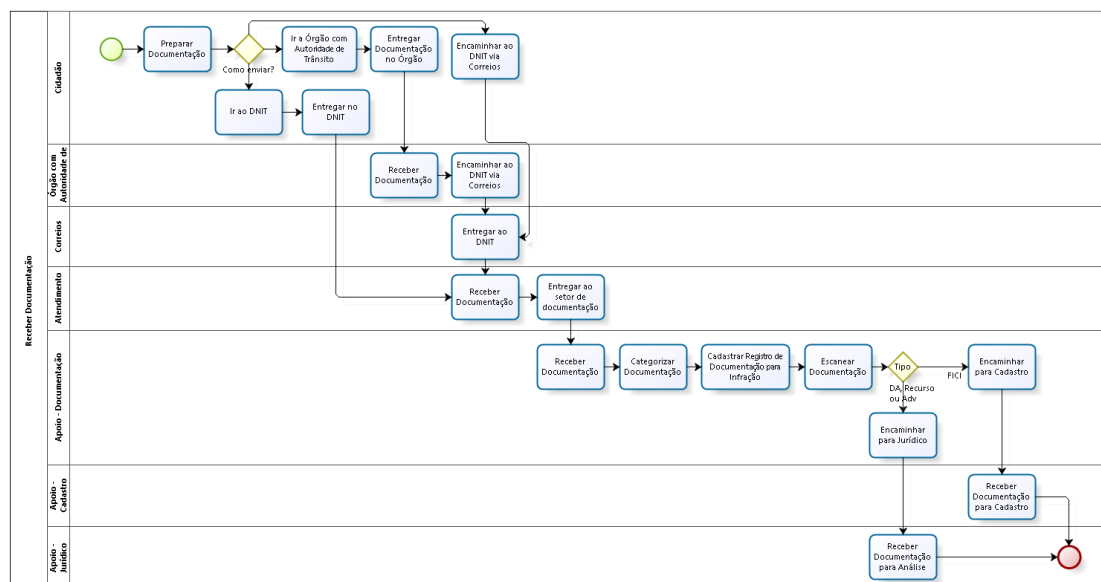 Receber Documentação
Cidadão
Preparar
Documentação
Como enviar?
Ir a Órgão com
Autoridade de
Trânsito
Entregar
Documentação
no Órgão
Encaminhar ao
DNIT via
Correios
Ir ao DNIT
Entregar no
DNIT
Órgão com
Autoridade de
Receber
Documentação
Encaminhar ao
DNIT via
Correios
Correios
Entregar ao
DNIT
Atendimento
Receber
Documentação
Entregar ao
setor de
documentação
Apoio - Documentação
Receber
Documentação
Categorizar
Documentação
Cadastrar Registro de
Documentação para
Infração
Escanear
Documentação
Tipo
FICI
DA, Recurso
ou Adv
Encaminhar
para Cadastro
Encaminhar
para Jurídico
Apoio -
Cadastro
Receber
Documentação
para Cadastro
Apoio -
Jurídico
Receber
Documentação
para Análise